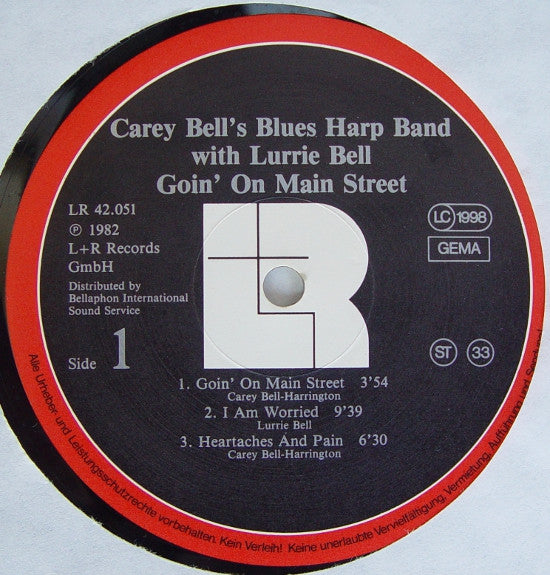 Carey Bell's Blues Harp Band
with Lurrie Bell
Goin' On Main Street
LR 42.051
℗ 1982
L+R Records
GmbH
Distributed by
Bellaphon International
Sound Service
Side 1
LC 1998
GEMA
ST 33
1. Goin' On Main Street 3'54
Carey Bell-Harrington
2. I Am Worried 9'39
Lurrie Bell
3. Heartaches And Pain 6'30
Carey Bell-Harrington
Alle Urheber- und Leistungsschutzrechte vorbehalten. Kein Verleih! Keine unerlaubte Vervielfältigung, Vermietung, Aufführung und